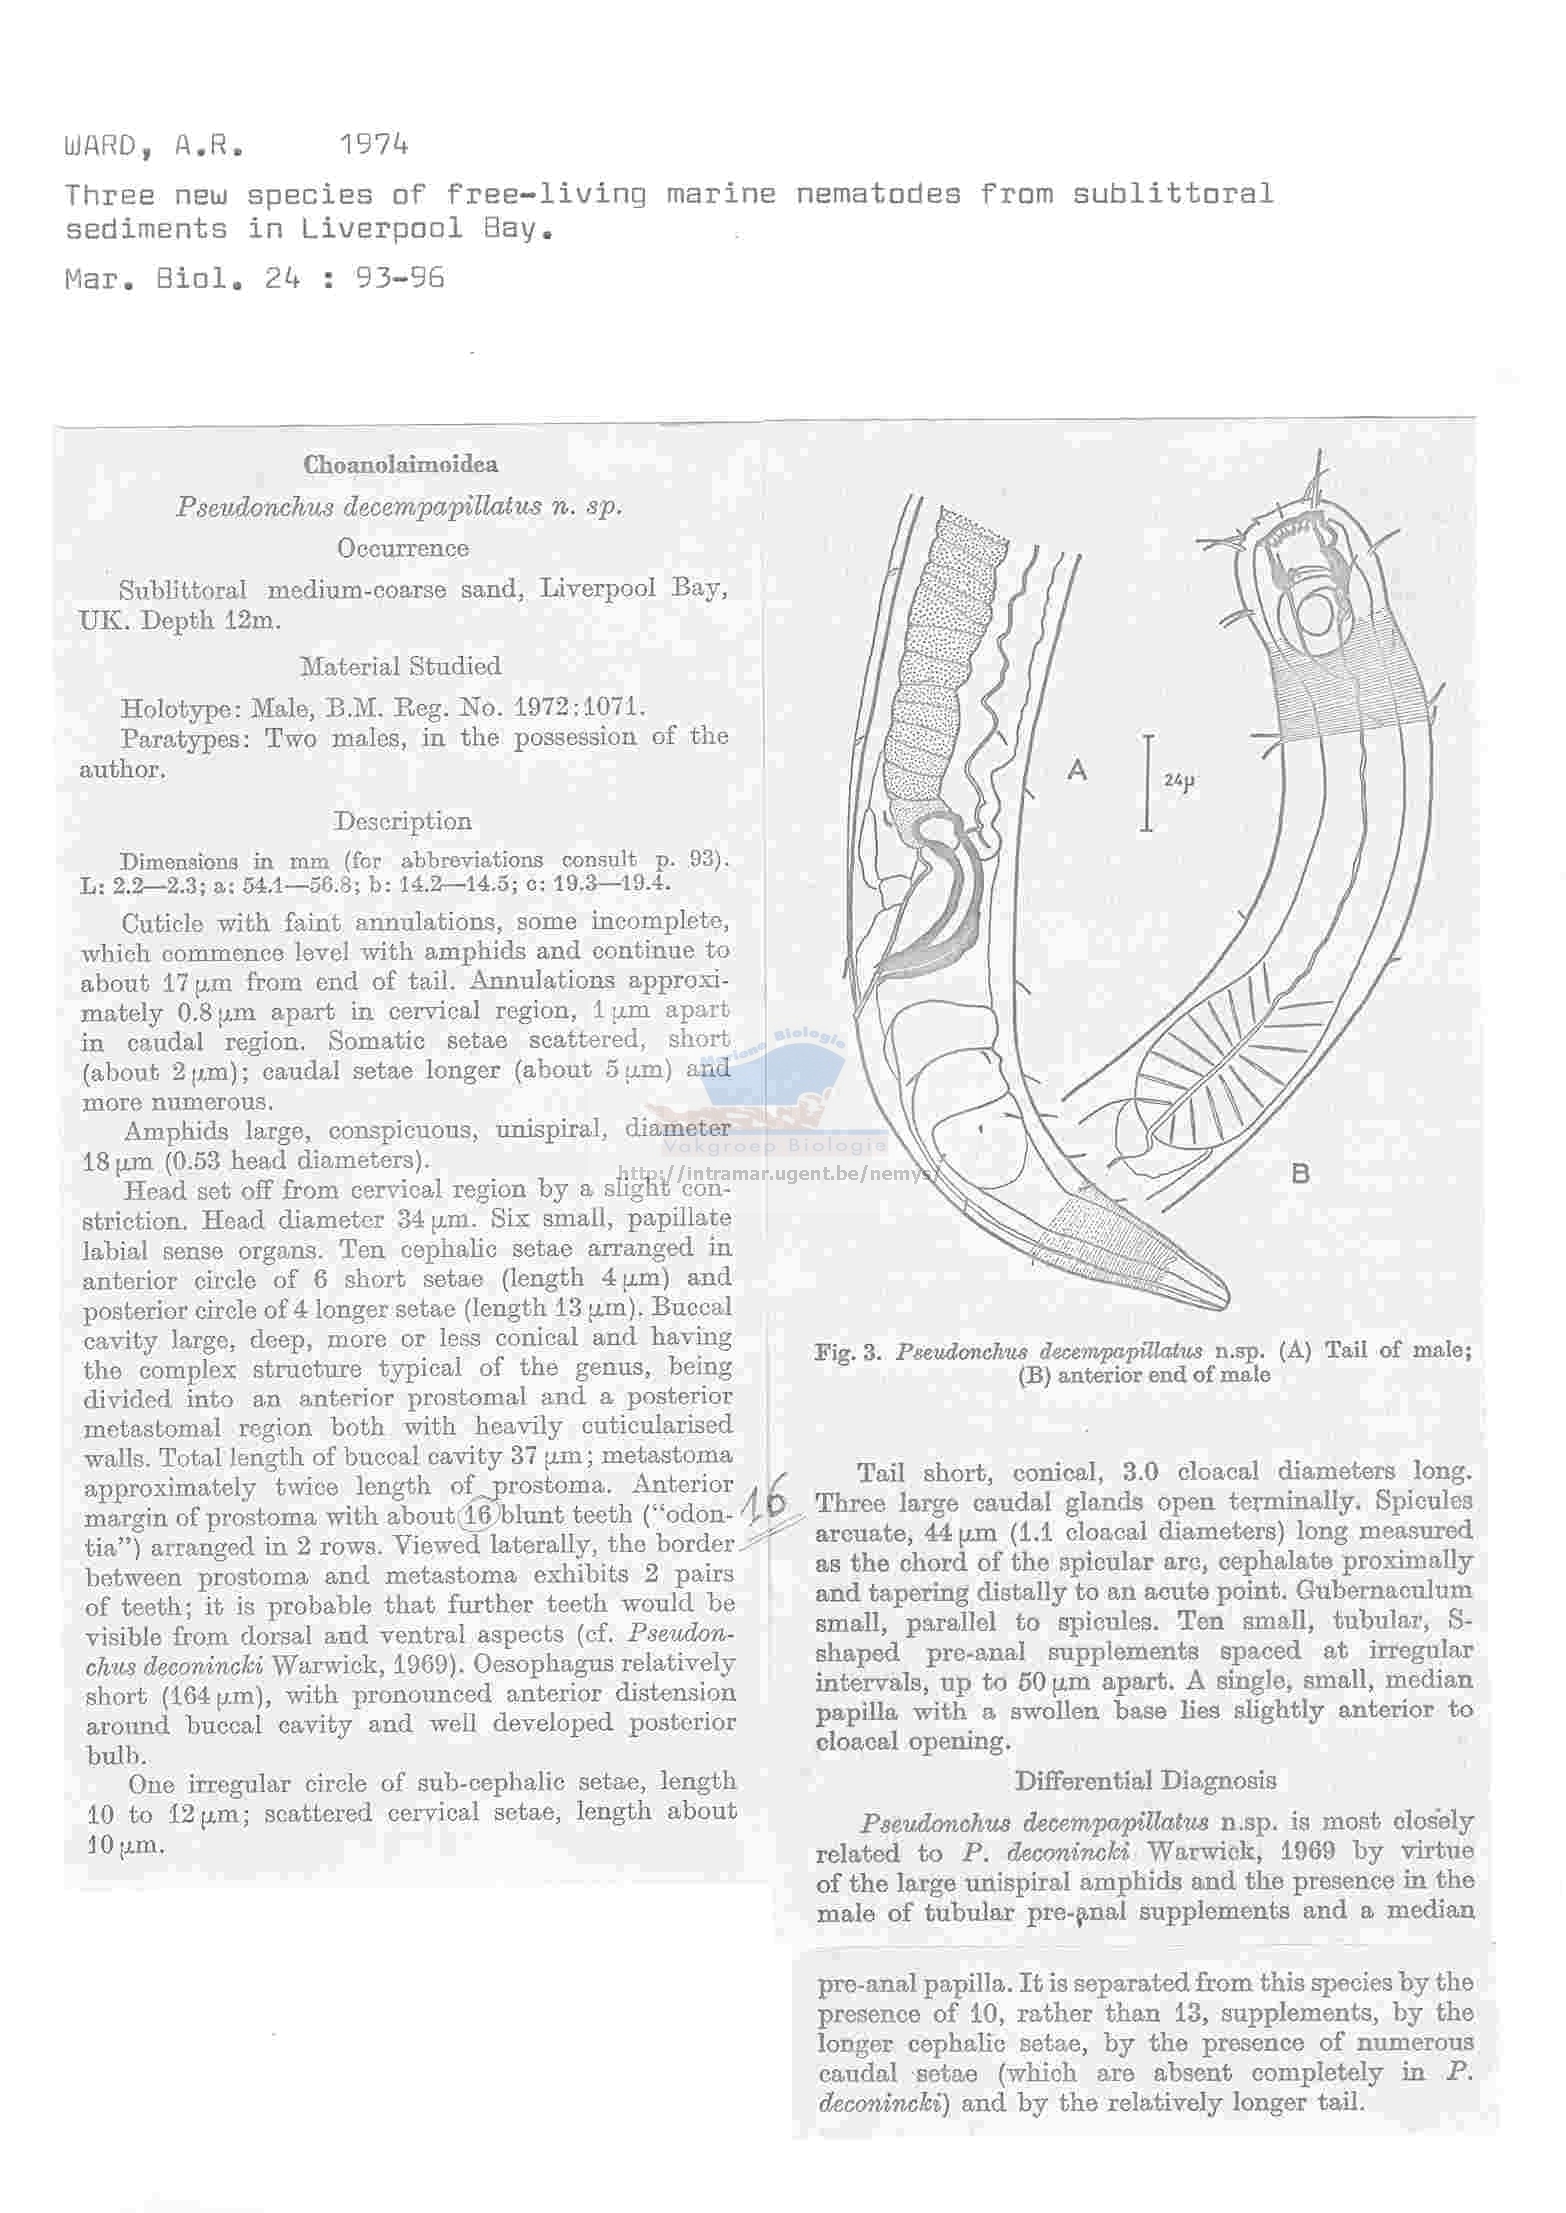 WARD, A.R. 1974
Three new species of free-living marine nematodes from sublittoral
sediments in Liverpool Bay.
Mar. Biol. 24 : 93-96
Choanolaimoidea
Pseudonchus decempapillatus n. sp.
Occurrence
Sublittoral medium-coarse sand, Liverpool Bay,
UK. Depth 12m.
Material Studied
Holotype: Male, B.M. Reg. No. 1972:1071.
Paratypes: Two males, in the possession of the
author.
Description
Dimensions in mm (for abbreviations consult p. 93).
L: 2.2—2.3; a: 54.1—56.8; b: 14.2—14.5; c: 19.3—19.4.
Cuticle with faint annulations, some incomplete,
which commence level with amphids and continue to
about 17 μm from end of tail. Annulations approxi-
mately 0.8 μm apart in cervical region, 1 μm apart
in caudal region. Somatic setae scattered, short
(about 2 μm); caudal setae longer (about 5 μm) and
more numerous.
Amphids large, conspicuous, unispiral, diameter
18 μm (0.53 head diameters).
Head set off from cervical region by a slight con-
striction. Head diameter 34 μm. Six small, papillate
labial sense organs. Ten cephalic setae arranged in
anterior circle of 6 short setae (length 4 μm) and
posterior circle of 4 longer setae (length 13 μm). Buccal
cavity large, deep, more or less conical and having
the complex structure typical of the genus, being
divided into an anterior prostomal and a posterior
metastomal region both with heavily cuticularised
walls. Total length of buccal cavity 37 μm; metastoma
approximately twice length of prostoma. Anterior
margin of prostoma with about 16 blunt teeth (“odon-
tia”) arranged in 2 rows. Viewed laterally, the border
between prostoma and metastoma exhibits 2 pairs
of teeth; it is probable that further teeth would be
visible from dorsal and ventral aspects (cf. Pseudon-
chus deconincki Warwick, 1969). Oesophagus relatively
short (164 μm), with pronounced anterior distension
around buccal cavity and well developed posterior
bulb.
One irregular circle of sub-cephalic setae, length
10 to 12 μm; scattered cervical setae, length about
10 μm.
16
A
24μ
B
Marine Biologie
Vakgroep Biologie
http://intramar.ugent.be/nemys/
Fig. 3. Pseudonchus decempapillatus n.sp. (A) Tail of male;
(B) anterior end of male
Tail short, conical, 3.0 cloacal diameters long.
Three large caudal glands open terminally. Spicules
arcuate, 44 μm (1.1 cloacal diameters) long measured
as the chord of the spicular arc, cephalate proximally
and tapering distally to an acute point. Gubernaculum
small, parallel to spicules. Ten small, tubular, S-
shaped pre-anal supplements spaced at irregular
intervals, up to 50 μm apart. A single, small, median
papilla with a swollen base lies slightly anterior to
cloacal opening.
Differential Diagnosis
Pseudonchus decempapillatus n.sp. is most closely
related to P. deconincki Warwick, 1969 by virtue
of the large unispiral amphids and the presence in the
male of tubular pre-anal supplements and a median
pre-anal papilla. It is separated from this species by the
presence of 10, rather than 13, supplements, by the
longer cephalic setae, by the presence of numerous
caudal setae (which are absent completely in P.
deconincki) and by the relatively longer tail.